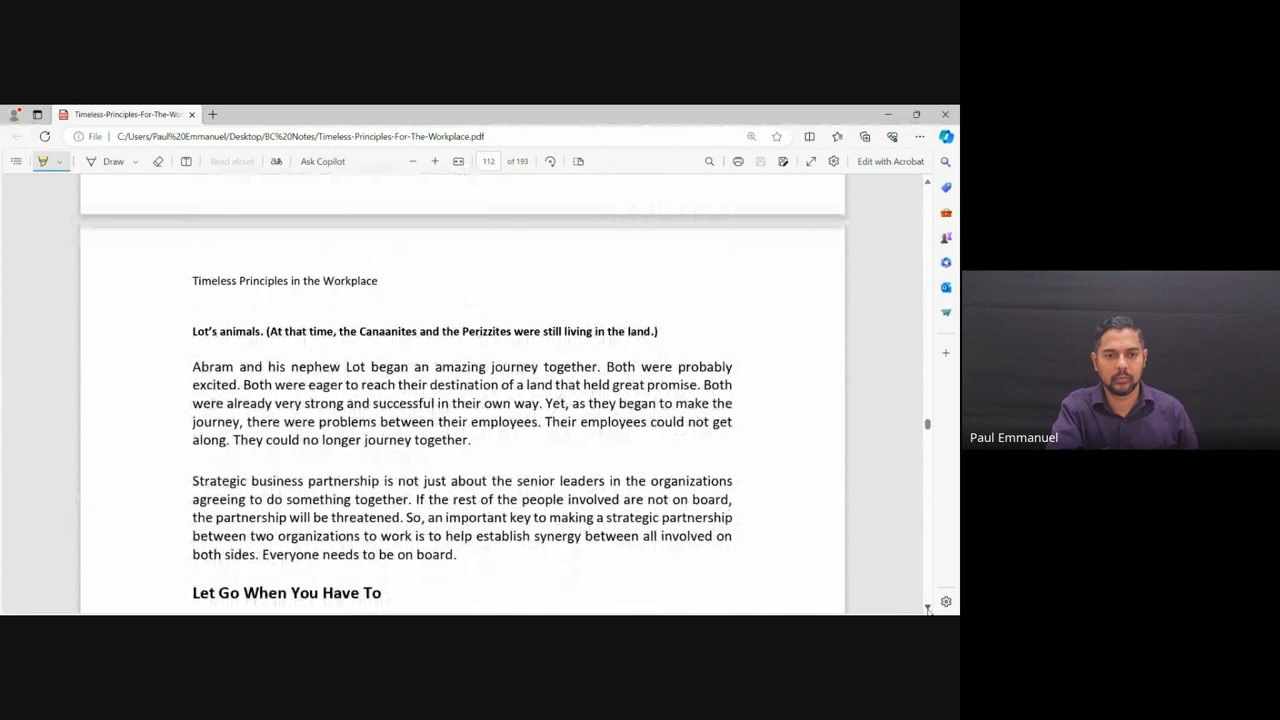 Timeless-Principles-For-The-Wo
File
C:/Users/Paul%20Emmanuel/Desktop/BC%20Notes/Timeless-Principles-For-The-Workplace.pdf
Draw
Read aloud
Ask Copilot
112 of 193
Edit with Acrobat
Timeless Principles in the Workplace
Lot's animals. (At that time, the Canaanites and the Perizzites were still living in the land.)
Abram and his nephew Lot began an amazing journey together. Both were probably
excited. Both were eager to reach their destination of a land that held great promise. Both
were already very strong and successful in their own way. Yet, as they began to make the
journey, there were problems between their employees. Their employees could not get
along. They could no longer journey together.
Strategic business partnership is not just about the senior leaders in the organizations
agreeing to do something together. If the rest of the people involved are not on board,
the partnership will be threatened. So, an important key to making a strategic partnership
between two organizations to work is to help establish synergy between all involved on
both sides. Everyone needs to be on board.
Let Go When You Have To
Paul Emmanuel